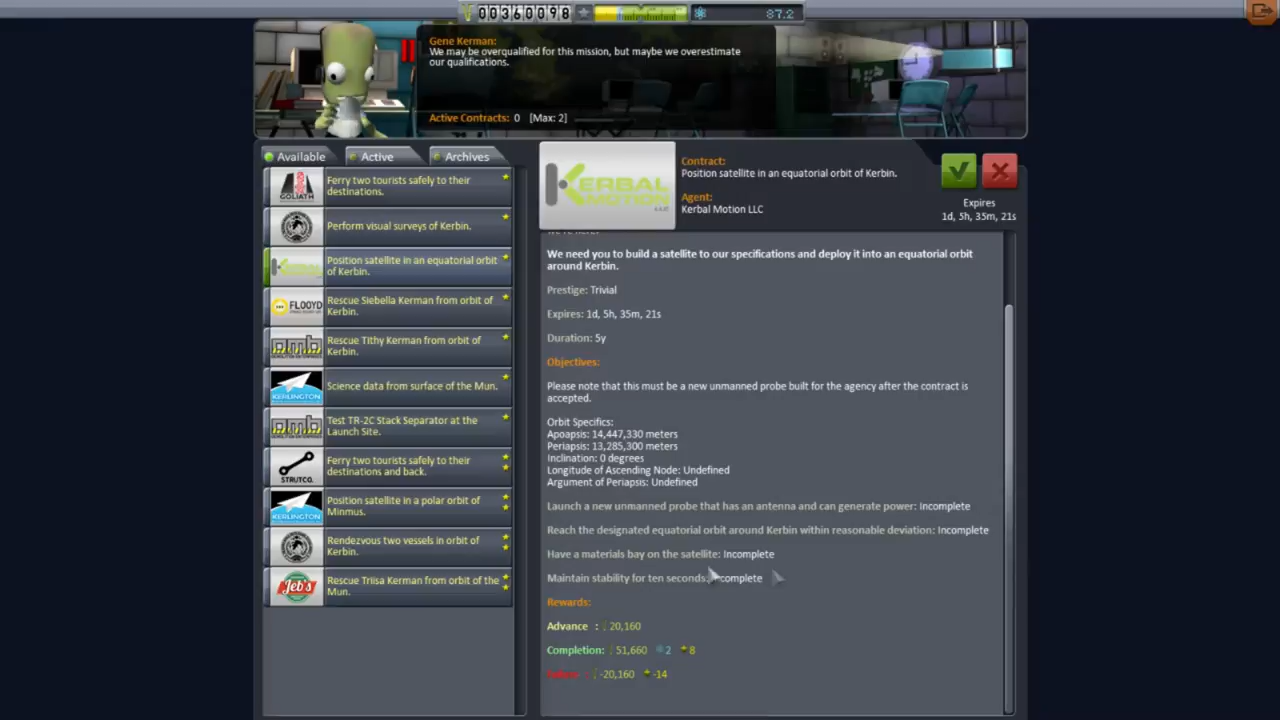 00360098
87.2
Gene Kerman:
We may be overqualified for this mission, but maybe we overestimate
our qualifications.
Active Contracts: 0 [Max: 2]
Available
Active
Archives
GOLIATH
Ferry two tourists safely to their
destinations.
Perform visual surveys of Kerbin.
Position satellite in an equatorial orbit
of Kerbin.
FLOOYD
Rescue Siebella Kerman from orbit of
Kerbin.
Rescue Tithy Kerman from orbit of
Kerbin.
KERLINGTON
Science data from surface of the Mun.
Test TR-2C Stack Separator at the
Launch Site.
STRUTCO.
Ferry two tourists safely to their
destinations and back.
KERLINGTON
Position satellite in a polar orbit of
Minmus.
Rendezvous two vessels in orbit of
Kerbin.
Jeb's
Rescue Triisa Kerman from orbit of the
Mun.
KERBAL
MOTION
LLC
Contract:
Position satellite in an equatorial orbit of Kerbin.
Agent:
Kerbal Motion LLC
Expires
1d, 5h, 35m, 21s
We need you to build a satellite to our specifications and deploy it into an equatorial orbit
around Kerbin.
Prestige: Trivial
Expires: 1d, 5h, 35m, 21s
Duration: 5y
Objectives:
Please note that this must be a new unmanned probe built for the agency after the contract is
accepted.
Orbit Specifics:
Apoapsis: 14,447,330 meters
Periapsis: 13,285,300 meters
Inclination: 0 degrees
Longitude of Ascending Node: Undefined
Argument of Periapsis: Undefined
Launch a new unmanned probe that has an antenna and can generate power: Incomplete
Reach the designated equatorial orbit around Kerbin within reasonable deviation: Incomplete
Have a materials bay on the satellite: Incomplete
Maintain stability for ten seconds: complete
Rewards:
Advance : 20,160
Completion: 51,660 2 8
-20,160 -14